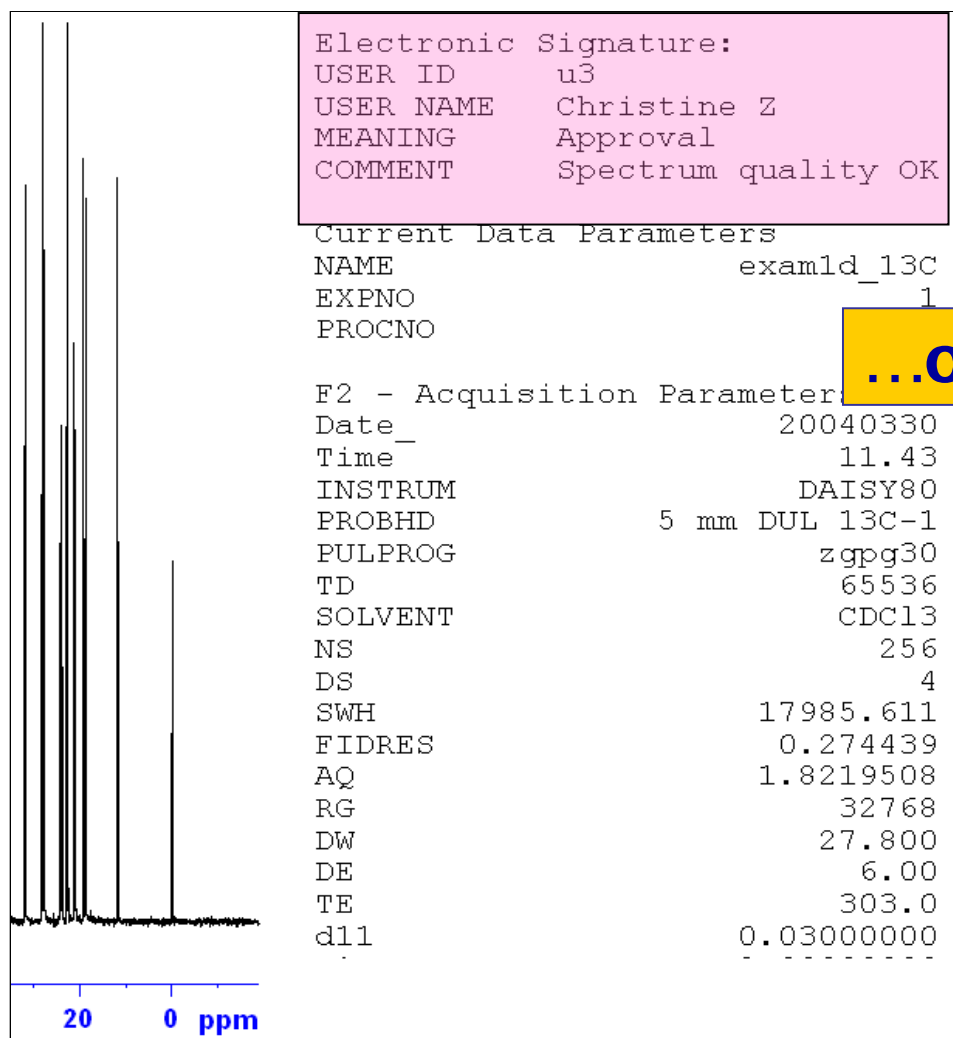 Electronic Signature:
USER ID u3
USER NAME Christine Z
MEANING Approval
COMMENT Spectrum quality OK
Current Data Parameters
NAME exam1d_13C
EXPNO 1
PROCNO
...
F2 - Acquisition Parameter
Date_ 20040330
Time 11.43
INSTRUM DAISY80
PROBHD 5 mm DUL 13C-1
PULPROG zgpg30
TD 65536
SOLVENT CDCl3
NS 256
DS 4
SWH 17985.611
FIDRES 0.274439
AQ 1.8219508
RG 32768
DW 27.800
DE 6.00
TE 303.0
d11 0.03000000
20 0 ppm